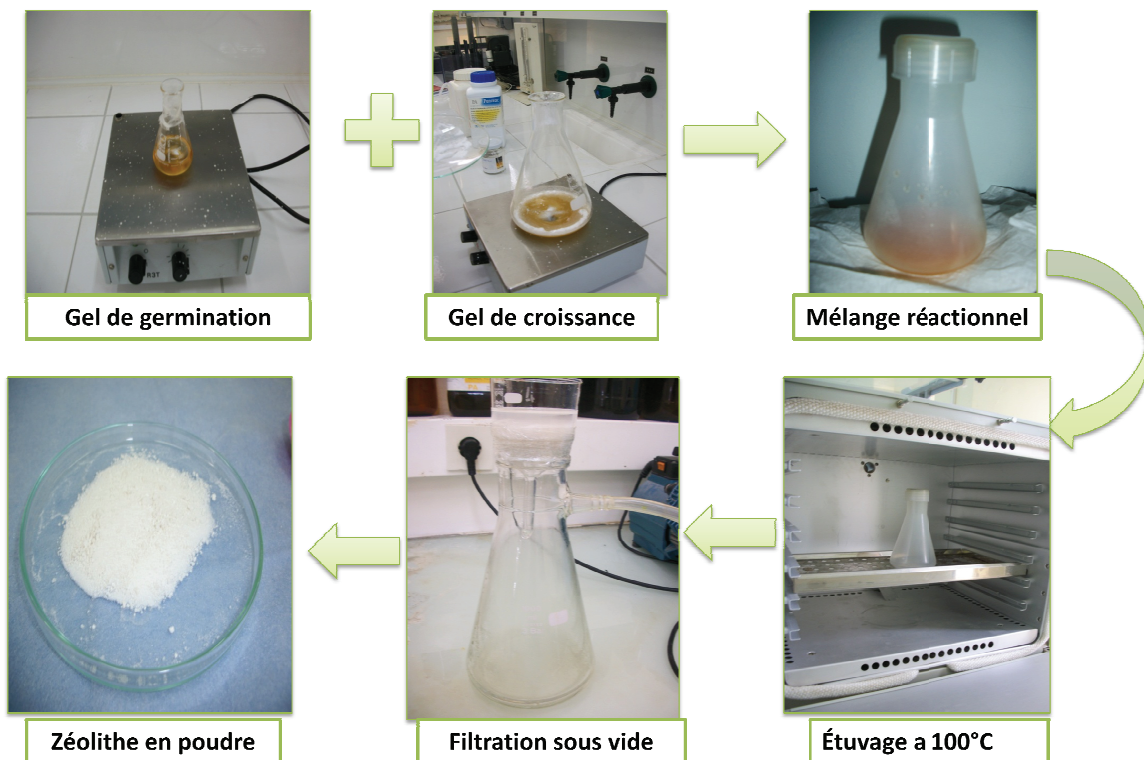 Gel de germination
Gel de croissance
Mélange réactionnel
Étuvage a 100°C
Filtration sous vide
Zéolithe en poudre